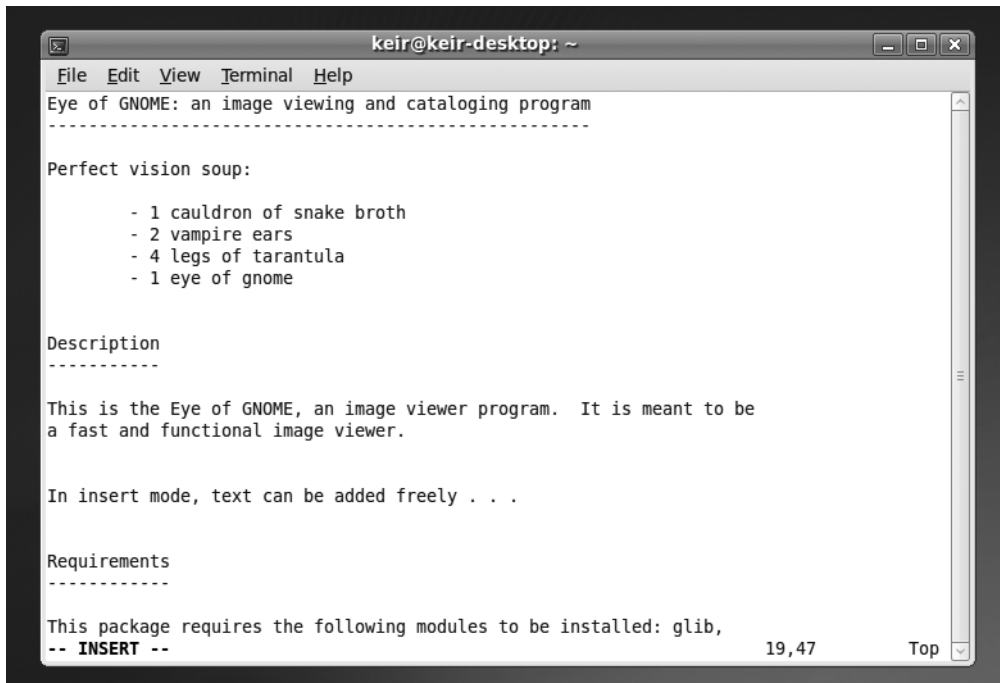 keir@keir-desktop: ~
File Edit View Terminal Help
Eye of GNOME: an image viewing and cataloging program
-----------------------------------------------------
Perfect vision soup:
- 1 cauldron of snake broth
- 2 vampire ears
- 4 legs of tarantula
- 1 eye of gnome
Description
-----------
This is the Eye of GNOME, an image viewer program.  It is meant to be
a fast and functional image viewer.
In insert mode, text can be added freely . . .
Requirements
------------
This package requires the following modules to be installed: glib,
-- INSERT -- 19,47 Top